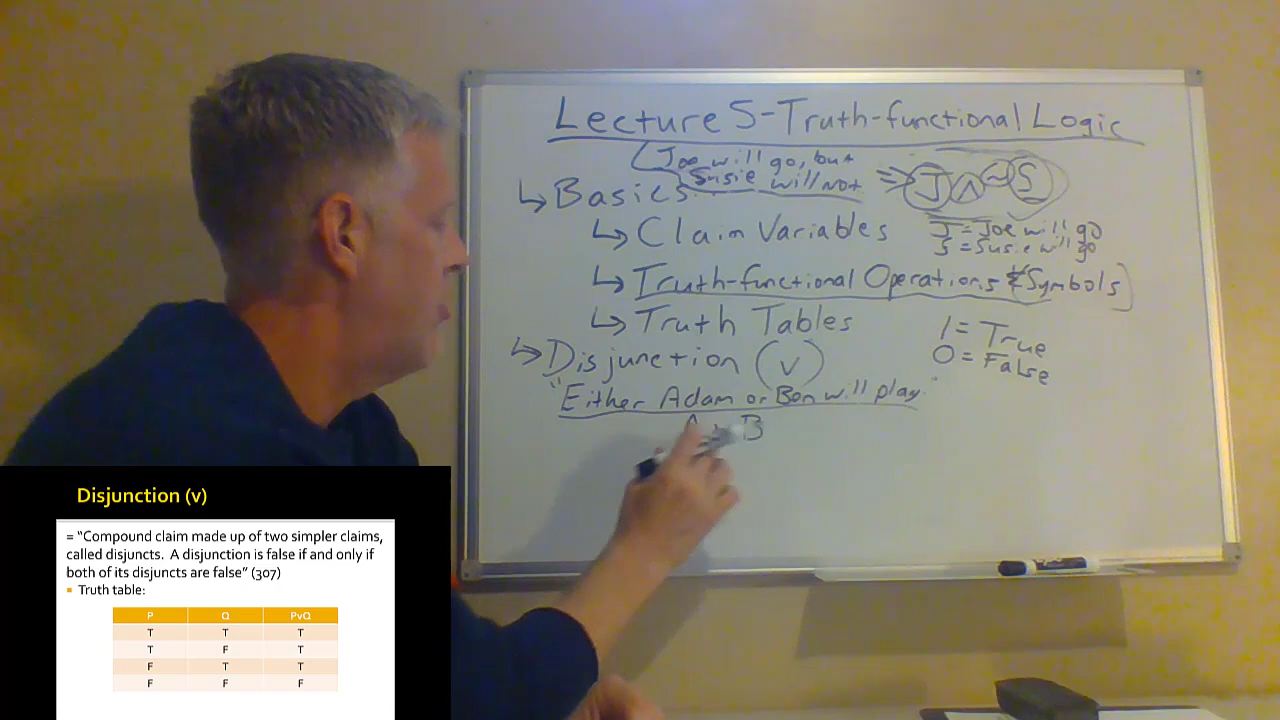 Lecture 5-Truth-functional Logic
Joe will go, but
Susie will not
J ∧ ~S
↳ Basics
↳ Claim Variables
J = Joe will go
S = Susie will go
↳ Truth-functional Operations & Symbols
↳ Truth Tables
1 = True
0 = False
↳ Disjunction (v)
"Either Adam or Ben will play."
B
Disjunction (v)
= “Compound claim made up of two simpler claims,
called disjuncts. A disjunction is false if and only if
both of its disjuncts are false” (307)
Truth table:
P Q PvQ
T T T
T F T
F T T
F F F